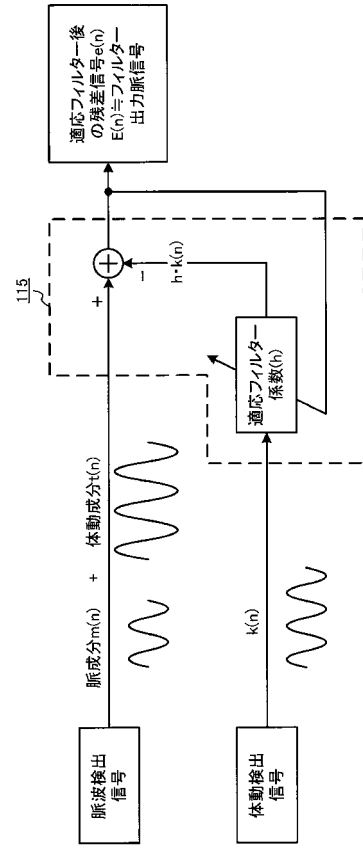 115
脈波検出
信号
脈成分m(n) + 体動成分t(n)
+
－
h・k(n)
適応フィルター後
の残差信号e(n)
E(n)≒フィルター
出力脈信号
体動検出
信号
k(n)
適応フィルター
係数(h)